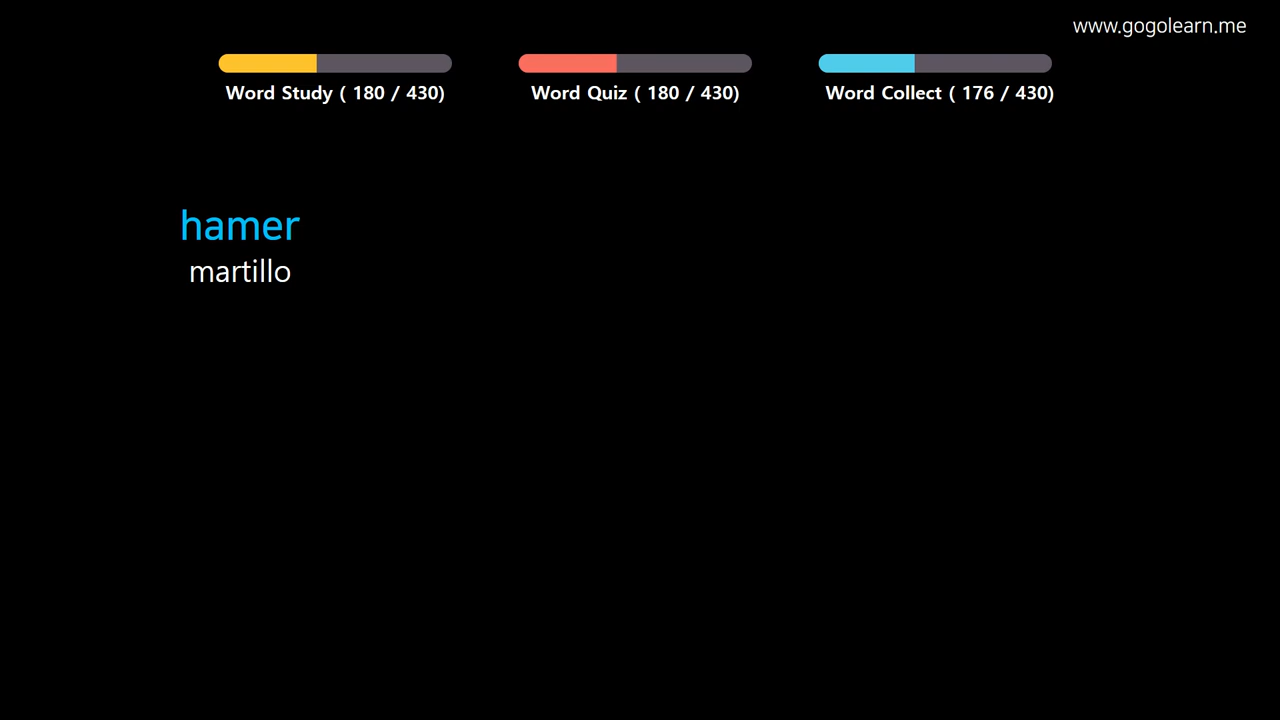 www.gogolearn.me
Word Study ( 180 / 430)
Word Quiz ( 180 / 430)
Word Collect ( 176 / 430)
hamer
martillo